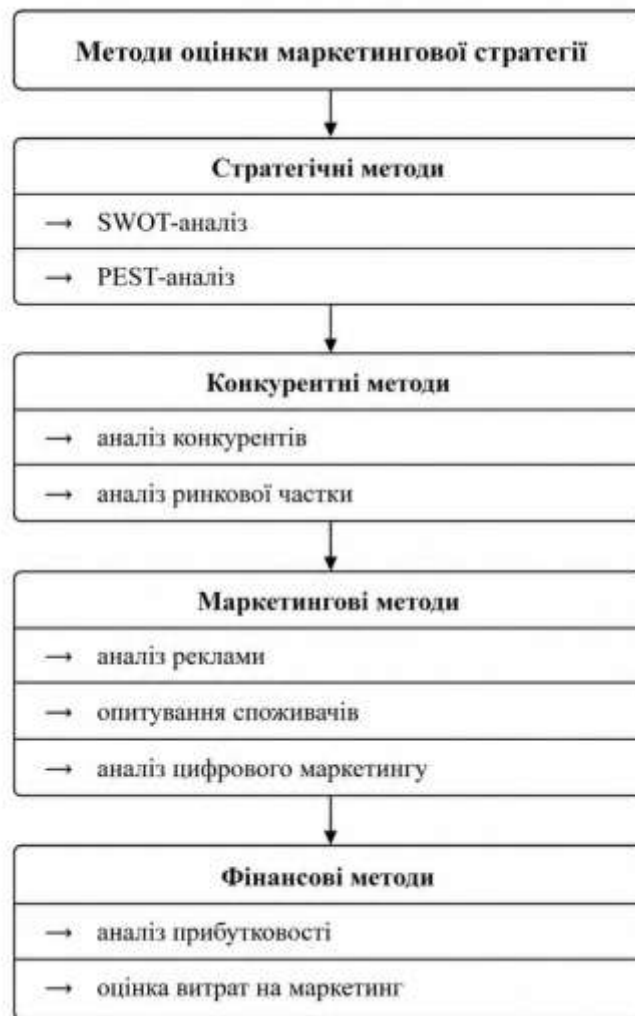 Методи оцінки маркетингової стратегії
Стратегічні методи
→ SWOT-аналіз
→ PEST-аналіз
Конкурентні методи
→ аналіз конкурентів
→ аналіз ринкової частки
Маркетингові методи
→ аналіз реклами
→ опитування споживачів
→ аналіз цифрового маркетингу
Фінансові методи
→ аналіз прибутковості
→ оцінка витрат на маркетинг